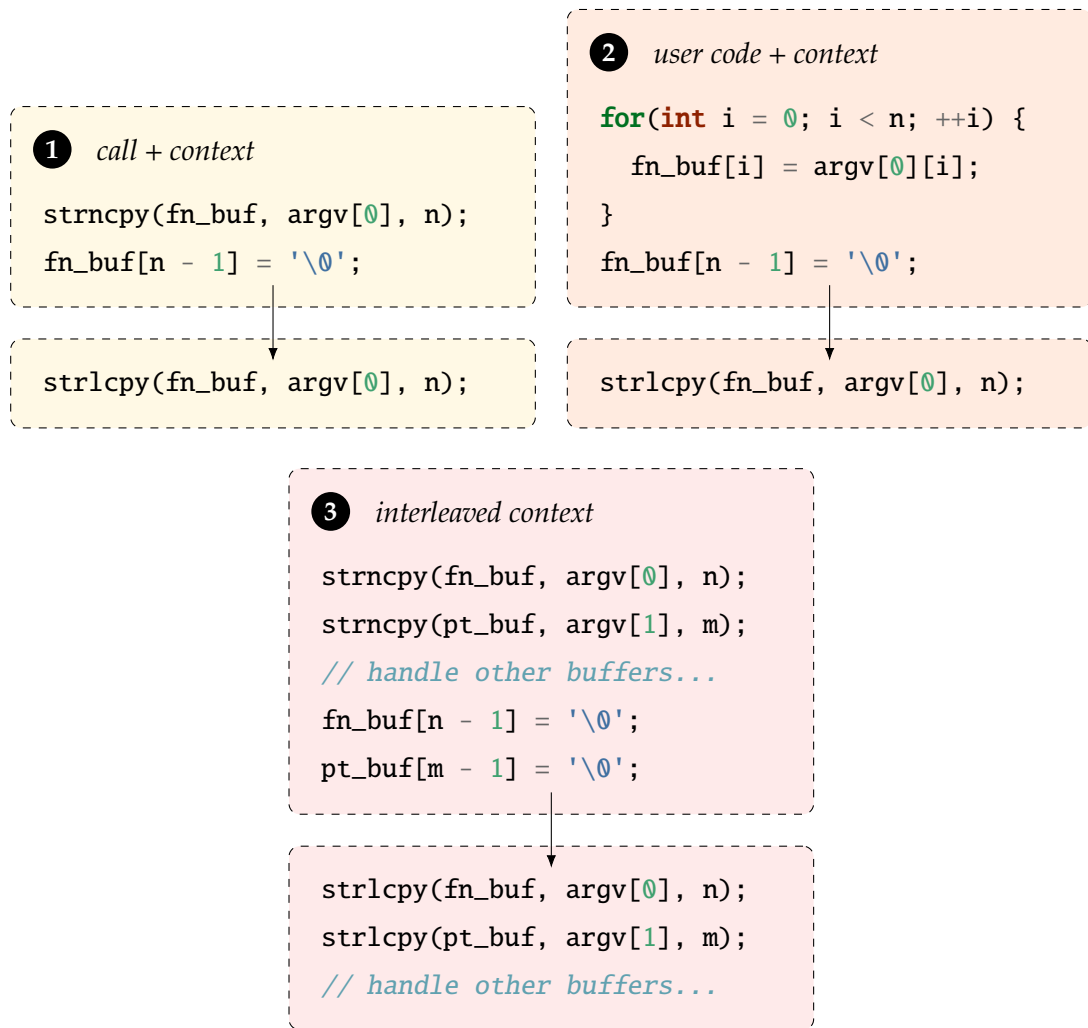 1 call + context
strncpy(fn_buf, argv[0], n);
fn_buf[n - 1] = '\0';
strlcpy(fn_buf, argv[0], n);
2 user code + context
for(int i = 0; i < n; ++i) {
  fn_buf[i] = argv[0][i];
}
fn_buf[n - 1] = '\0';
strlcpy(fn_buf, argv[0], n);
3 interleaved context
strncpy(fn_buf, argv[0], n);
strncpy(pt_buf, argv[1], m);
// handle other buffers...
fn_buf[n - 1] = '\0';
pt_buf[m - 1] = '\0';
strlcpy(fn_buf, argv[0], n);
strlcpy(pt_buf, argv[1], m);
// handle other buffers...